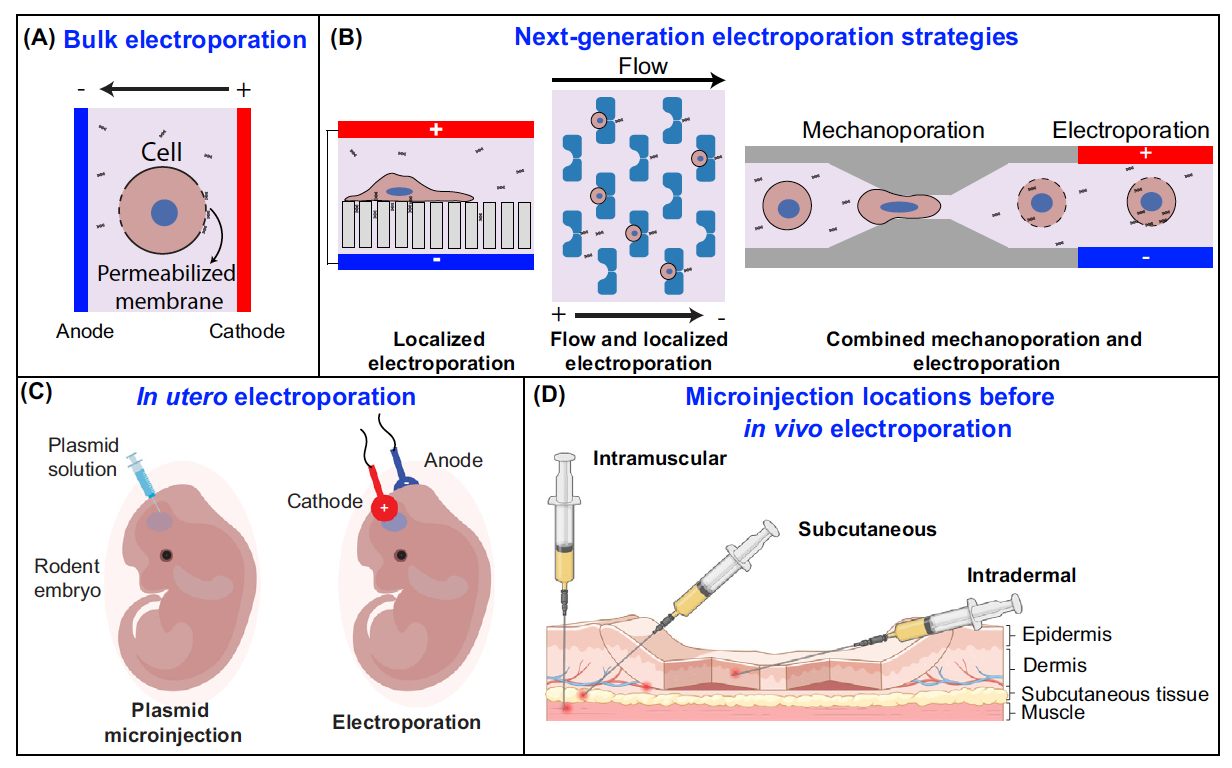 (A) Bulk electroporation
- +
Cell
Permeabilized
membrane
Anode Cathode
(B) Next-generation electroporation strategies
+
-
Localized
electroporation
Flow
+ -
Flow and localized
electroporation
Mechanoporation Electroporation
+
-
Combined mechanoporation and
electroporation
(C) In utero electroporation
Plasmid
solution
Rodent
embryo
Plasmid
microinjection
Anode
-
Cathode
+
Electroporation
(D) Microinjection locations before
in vivo electroporation
Intramuscular
Subcutaneous
Intradermal
Epidermis
Dermis
Subcutaneous tissue
Muscle